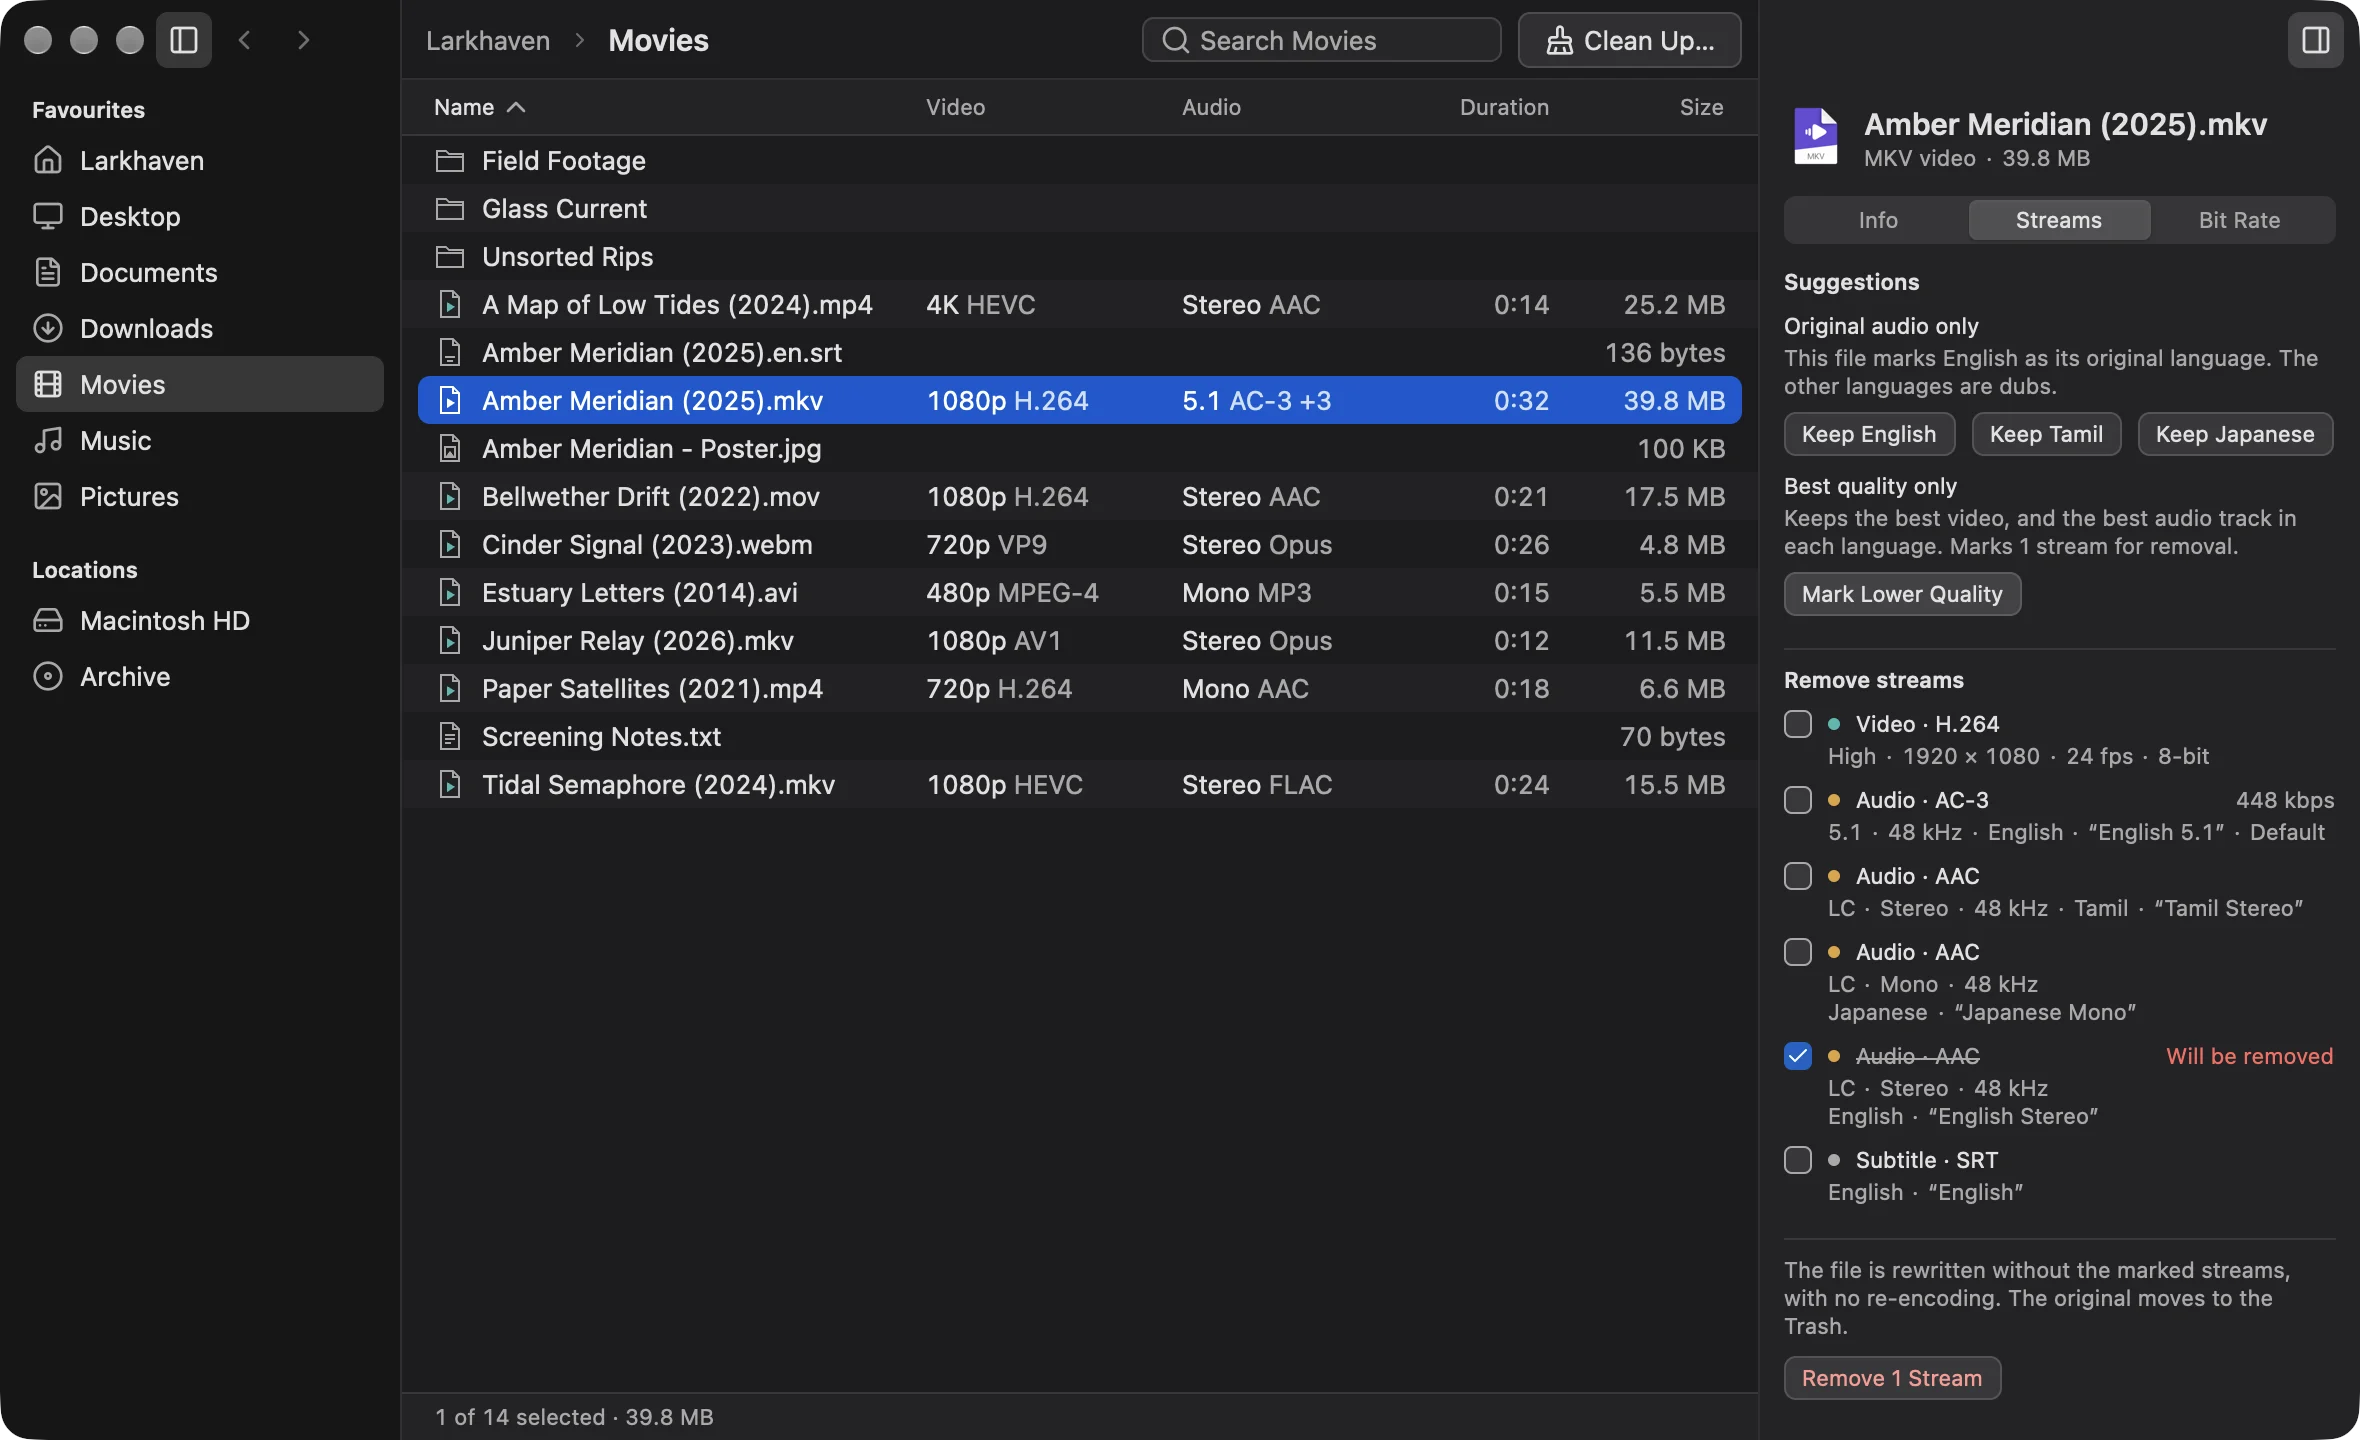 Favourites
Larkhaven
Desktop
Documents
Downloads
Movies
Music
Pictures
Locations
Macintosh HD
Archive
Larkhaven Movies
Search Movies
Clean Up...
Name Video Audio Duration Size
Field Footage
Glass Current
Unsorted Rips
A Map of Low Tides (2024).mp4 4K HEVC Stereo AAC 0:14 25.2 MB
Amber Meridian (2025).en.srt 136 bytes
Amber Meridian (2025).mkv 1080p H.264 5.1 AC-3 +3 0:32 39.8 MB
Amber Meridian - Poster.jpg 100 KB
Bellwether Drift (2022).mov 1080p H.264 Stereo AAC 0:21 17.5 MB
Cinder Signal (2023).webm 720p VP9 Stereo Opus 0:26 4.8 MB
Estuary Letters (2014).avi 480p MPEG-4 Mono MP3 0:15 5.5 MB
Juniper Relay (2026).mkv 1080p AV1 Stereo Opus 0:12 11.5 MB
Paper Satellites (2021).mp4 720p H.264 Mono AAC 0:18 6.6 MB
Screening Notes.txt 70 bytes
Tidal Semaphore (2024).mkv 1080p HEVC Stereo FLAC 0:24 15.5 MB
1 of 14 selected · 39.8 MB
MKV
Amber Meridian (2025).mkv
MKV video · 39.8 MB
Info Streams Bit Rate
Suggestions
Original audio only
This file marks English as its original language. The
other languages are dubs.
Keep English Keep Tamil Keep Japanese
Best quality only
Keeps the best video, and the best audio track in
each language. Marks 1 stream for removal.
Mark Lower Quality
Remove streams
Video · H.264
High · 1920 × 1080 · 24 fps · 8-bit
Audio · AC-3 448 kbps
5.1 · 48 kHz · English · “English 5.1” · Default
Audio · AAC
LC · Stereo · 48 kHz · Tamil · “Tamil Stereo”
Audio · AAC
LC · Mono · 48 kHz
Japanese · “Japanese Mono”
Audio · AAC Will be removed
LC · Stereo · 48 kHz
English · “English Stereo”
Subtitle · SRT
English · “English”
The file is rewritten without the marked streams,
with no re-encoding. The original moves to the
Trash.
Remove 1 Stream